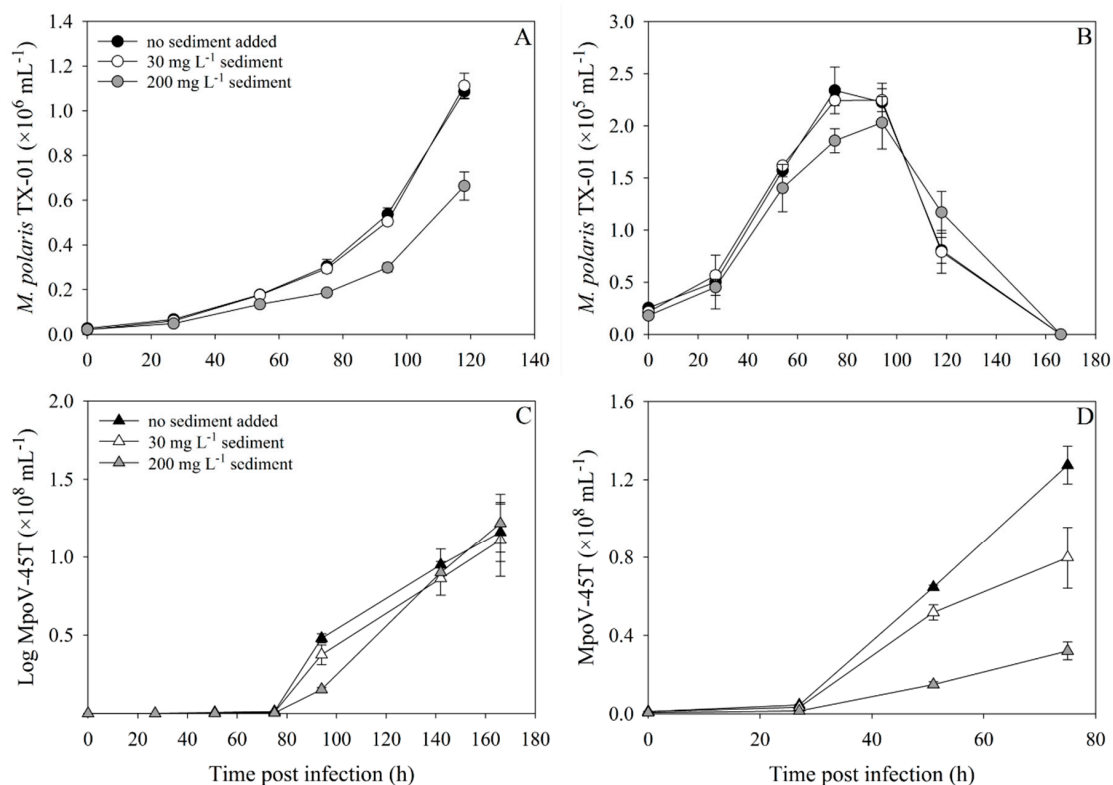 A
no sediment added
30 mg L⁻¹ sediment
200 mg L⁻¹ sediment
M. polaris TX-01 (×10⁶ mL⁻¹)
1.4
1.2
1.0
0.8
0.6
0.4
0.2
0.0
0 20 40 60 80 100 120 140
B
M. polaris TX-01 (×10⁵ mL⁻¹)
3.0
2.5
2.0
1.5
1.0
0.5
0.0
0 20 40 60 80 100 120 140 160 180
C
no sediment added
30 mg L⁻¹ sediment
200 mg L⁻¹ sediment
Log MpoV-45T (×10⁸ mL⁻¹)
2.0
1.5
1.0
0.5
0 20 40 60 80 100 120 140 160 180
Time post infection (h)
D
MpoV-45T (×10⁸ mL⁻¹)
1.6
1.2
0.8
0.4
0.0
0 20 40 60 80
Time post infection (h)